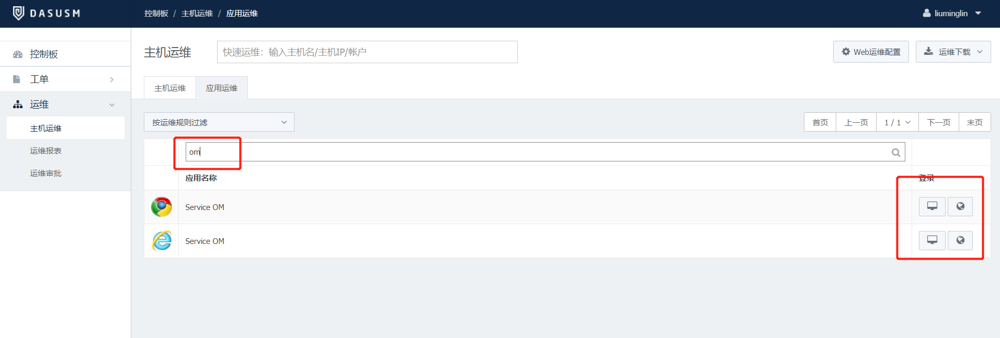 DASUSM
控制板 / 主机运维 / 应用运维
liuminglin
控制板
工单
运维
主机运维
运维报表
运维审批
主机运维
快速运维：输入主机名/主机IP/帐户
Web运维配置
运维下载
主机运维
应用运维
按运维规则过滤
首页
上一页
1 / 1
下一页
末页
om
应用名称
登录
Service OM
Service OM